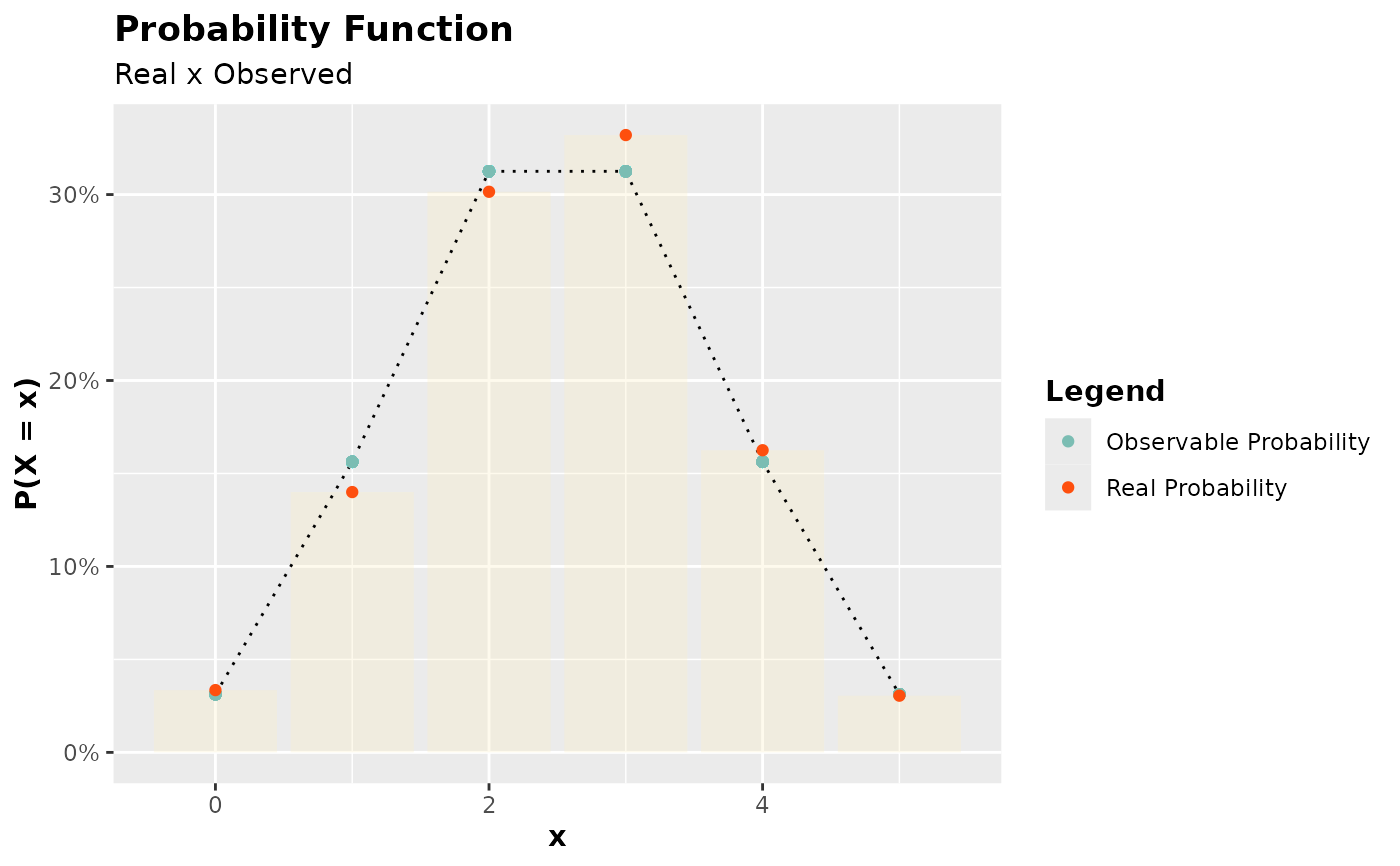 Probability Function
Real x Observed
P(X = x)
30%
20%
10%
0%
0
2
4
x
Legend
Observable Probability
Real Probability